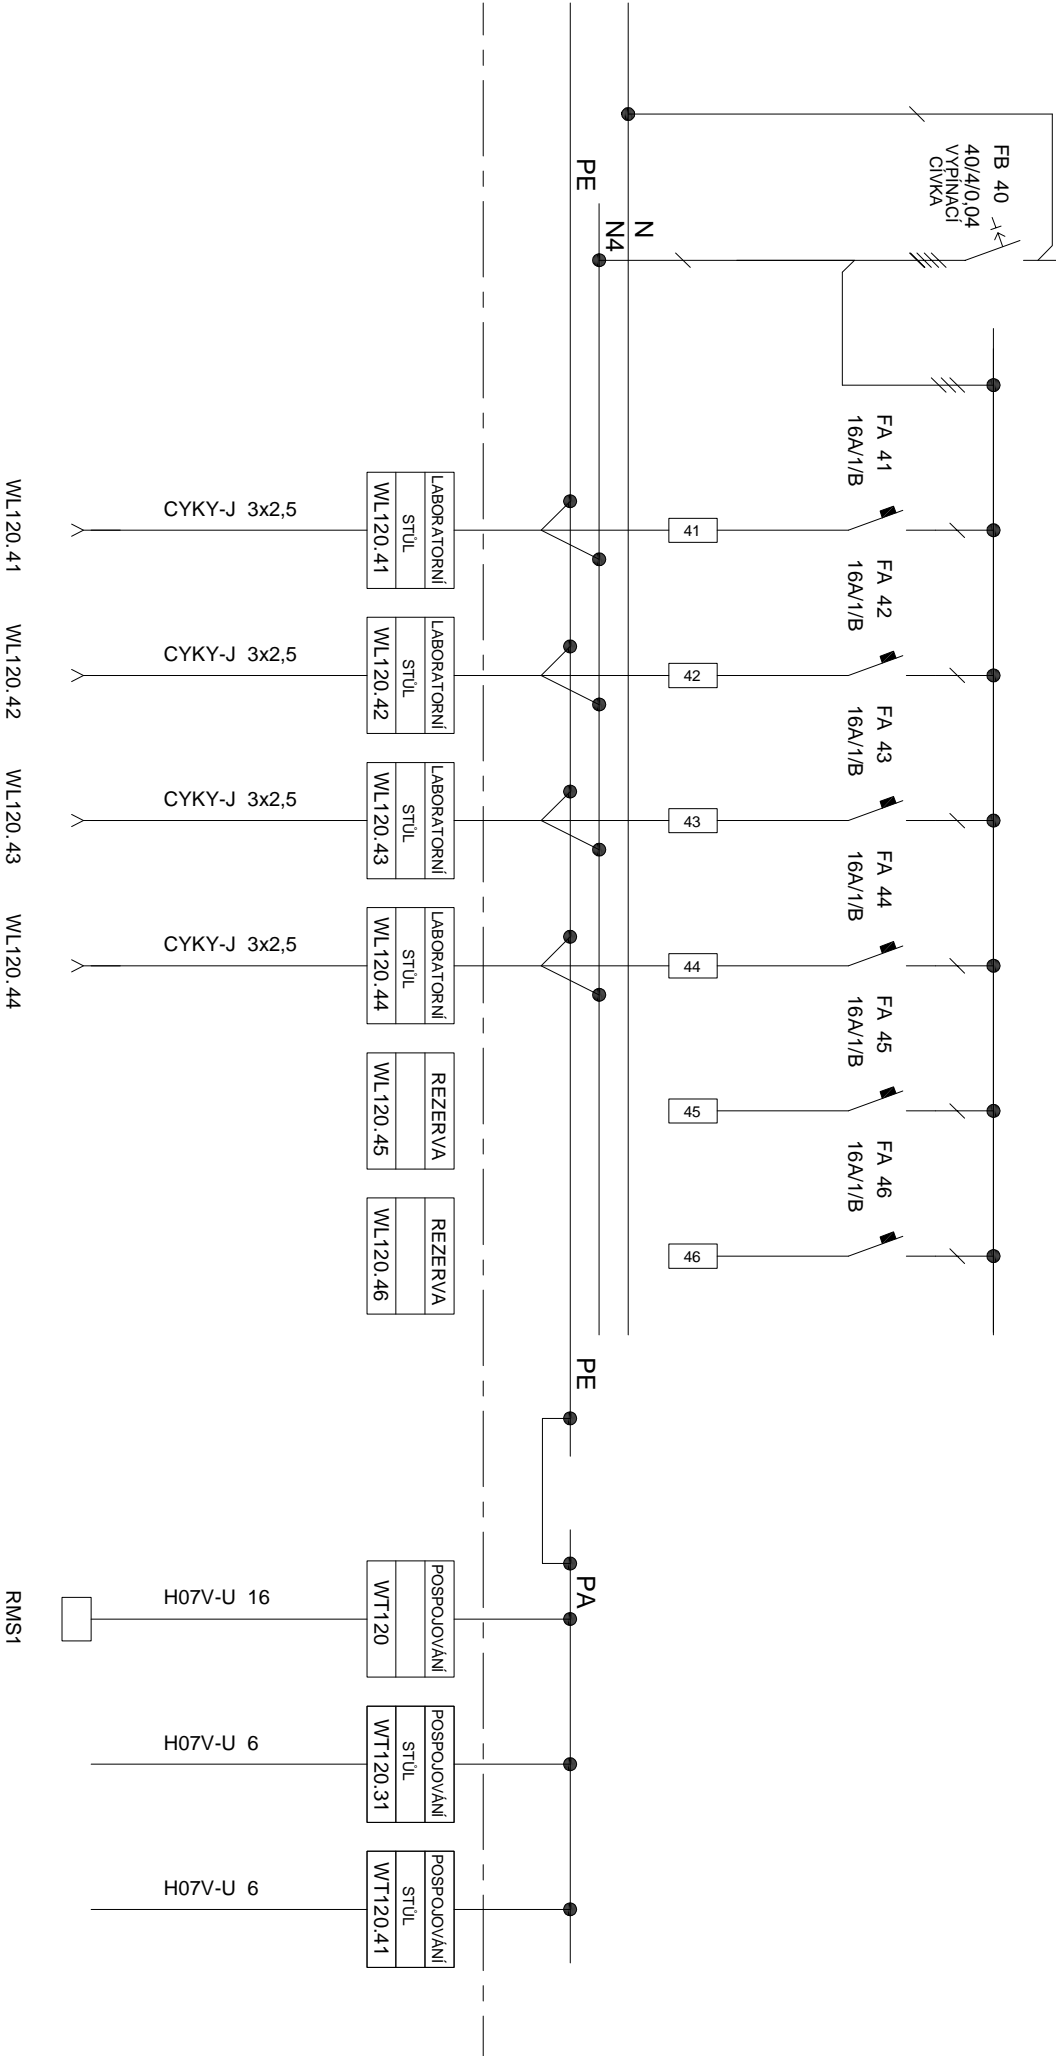 FB 40
40/4/0,04
VYPÍNACÍ
CÍVKA
PE
N
N4
FA 41
16A/1/B
FA 42
16A/1/B
FA 43
16A/1/B
FA 44
16A/1/B
FA 45
16A/1/B
FA 46
16A/1/B
41
42
43
44
45
46
PE
PA
LABORATORNÍ
STŮL
WL120.41
LABORATORNÍ
STŮL
WL120.42
LABORATORNÍ
STŮL
WL120.43
LABORATORNÍ
STŮL
WL120.44
REZERVA
WL120.45
REZERVA
WL120.46
POSPOJOVÁNÍ
WT120
POSPOJOVÁNÍ
STŮL
WT120.31
POSPOJOVÁNÍ
STŮL
WT120.41
CYKY-J 3x2,5
CYKY-J 3x2,5
CYKY-J 3x2,5
CYKY-J 3x2,5
H07V-U 16
H07V-U 6
H07V-U 6
WL120.41
WL120.42
WL120.43
WL120.44
RMS1